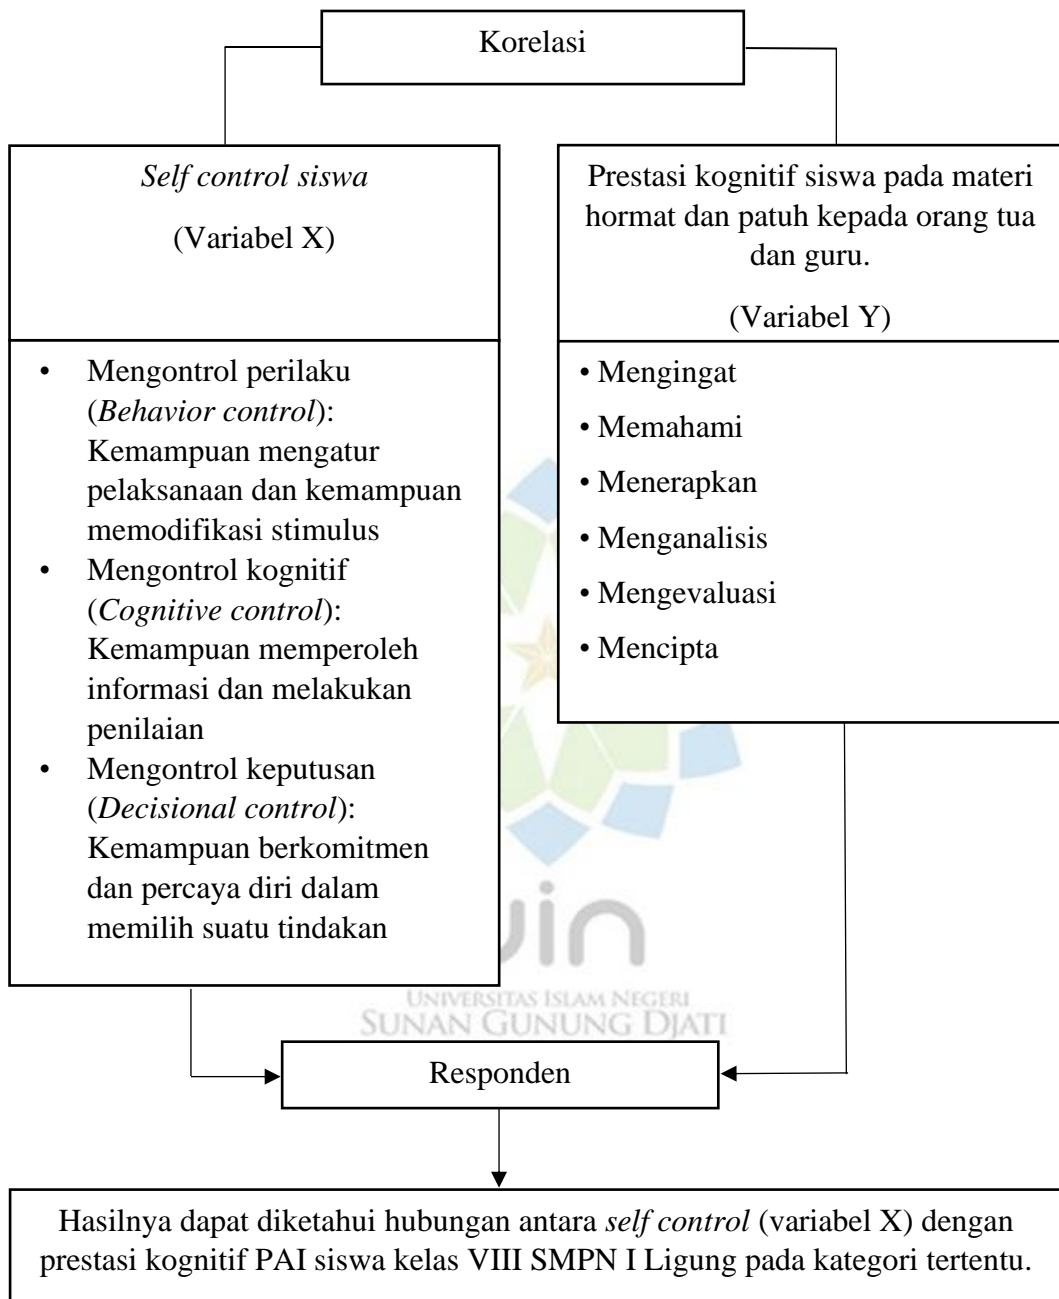 Korelasi
Self control siswa
(Variabel X)
Prestasi kognitif siswa pada materi
hormat dan patuh kepada orang tua
dan guru.
(Variabel Y)
• Mengontrol perilaku
(Behavior control):
Kemampuan mengatur
pelaksanaan dan kemampuan
memodifikasi stimulus
• Mengontrol kognitif
(Cognitive control):
Kemampuan memperoleh
informasi dan melakukan
penilaian
• Mengontrol keputusan
(Decisional control):
Kemampuan berkomitmen
dan percaya diri dalam
memilih suatu tindakan
• Mengingat
• Memahami
• Menerapkan
• Menganalisis
• Mengevaluasi
• Mencipta
uin
UNIVERSITAS ISLAM NEGERI
SUNAN GUNUNG DJATI
Responden
Hasilnya dapat diketahui hubungan antara self control (variabel X) dengan
prestasi kognitif PAI siswa kelas VIII SMPN I Ligung pada kategori tertentu.